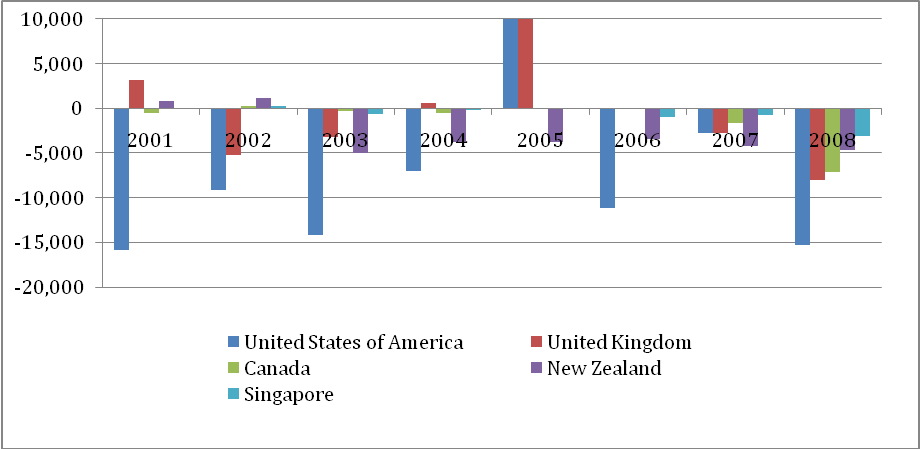 10,000
5,000
0
-5,000
-10,000
-15,000
-20,000
2001 2002 2003 2004 2005 2006 2007 2008
United States of America United Kingdom
Canada New Zealand
Singapore